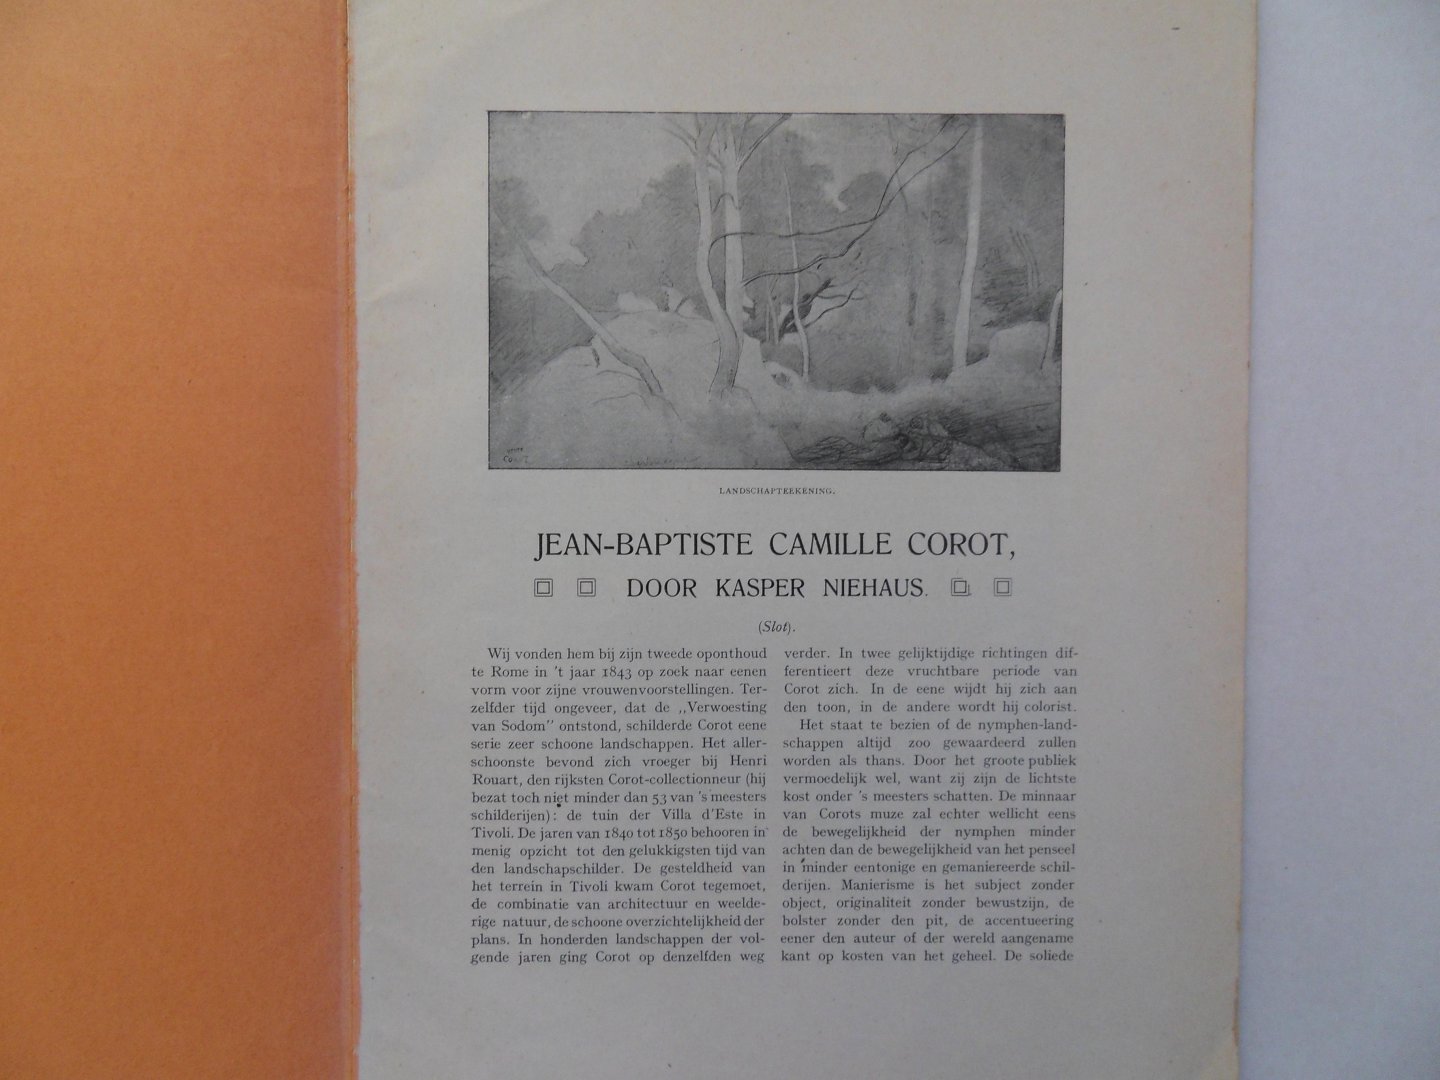 COROT
LANDSCHAPTEEKENING.
JEAN-BAPTISTE CAMILLE COROT,
DOOR KASPER NIEHAUS.
(Slot).
Wij vonden hem bij zijn tweede oponthoud
te Rome in 't jaar 1843 op zoek naar eenen
vorm voor zijne vrouwenvoorstellingen. Ter-
zelfder tijd ongeveer, dat de „Verwoesting
van Sodom” ontstond, schilderde Corot eene
serie zeer schoone landschappen. Het aller-
schoonste bevond zich vroeger bij Henri
Rouart, den rijksten Corot-collectionneur (hij
bezat toch niet minder dan 53 van 's meesters
schilderijen): de tuin der Villa d'Este in
Tivoli. De jaren van 1840 tot 1850 behooren in
menig opzicht tot den gelukkigsten tijd van
den landschapschilder. De gesteldheid van
het terrein in Tivoli kwam Corot tegemoet,
de combinatie van architectuur en weelde-
rige natuur, de schoone overzichtelijkheid der
plans. In honderden landschappen der vol-
gende jaren ging Corot op denzelfden weg
verder. In twee gelijktijdige richtingen dif-
ferentieert deze vruchtbare periode van
Corot zich. In de eene wijdt hij zich aan
den toon, in de andere wordt hij colorist.
Het staat te bezien of de nymphen-land-
schappen altijd zoo gewaardeerd zullen
worden als thans. Door het groote publiek
vermoedelijk wel, want zij zijn de lichtste
kost onder 's meesters schatten. De minnaar
van Corots muze zal echter wellicht eens
de bewegelijkheid der nymphen minder
achten dan de bewegelijkheid van het penseel
in minder eentonige en gemaniereerde schil-
derijen. Manierisme is het subject zonder
object, originaliteit zonder bewustzijn, de
bolster zonder den pit, de accentueering
eener den auteur of der wereld aangename
kant op kosten van het geheel. De soliede